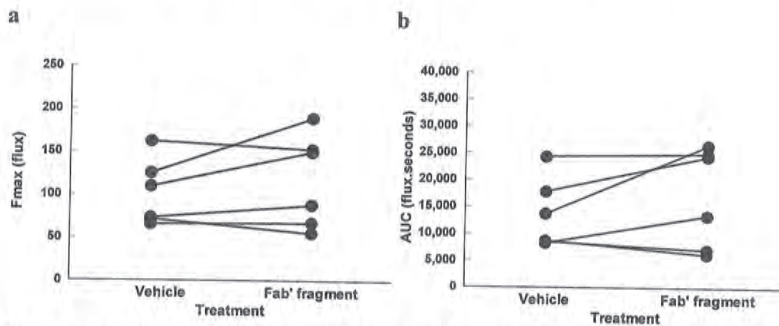 a
250
200
150
100
50
0
Fmax (flux)
Vehicle
Fab' fragment
Treatment
b
40,000
35,000
30,000
25,000
20,000
15,000
10,000
5,000
0
AUC (flux.seconds)
Vehicle
Fab' fragment
Treatment